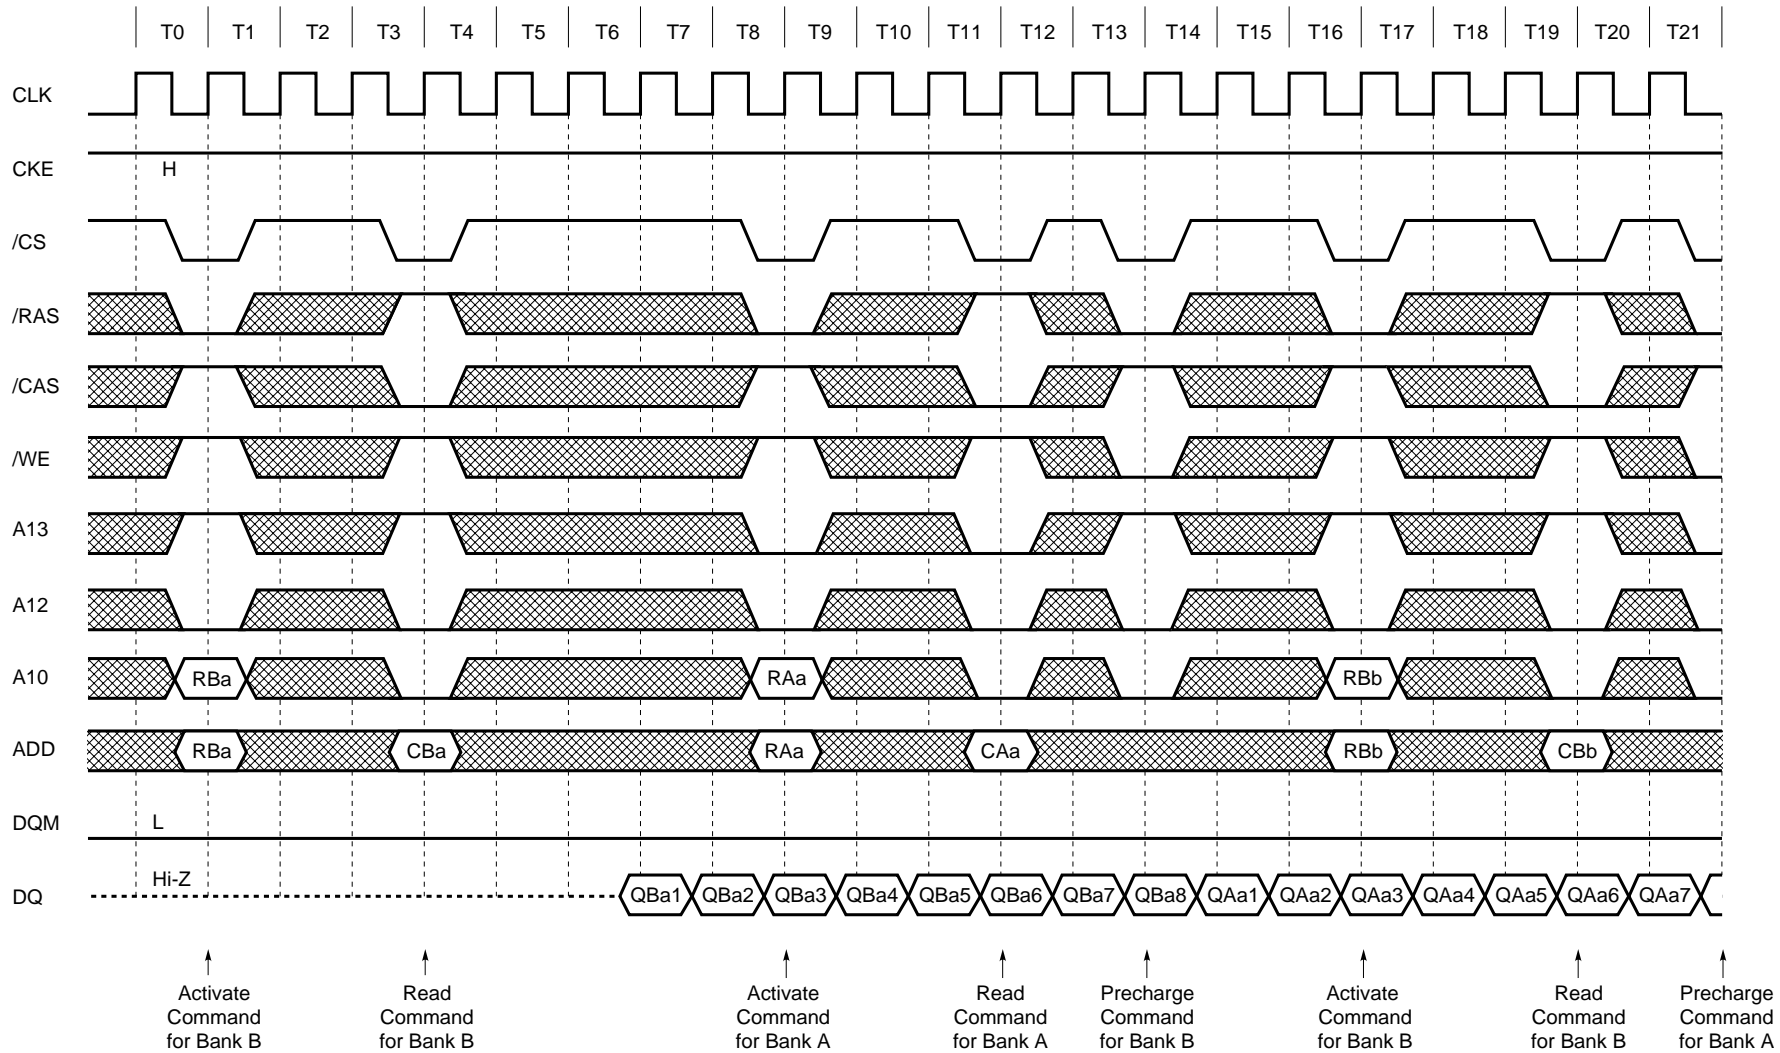 T0 T1 T2 T3 T4 T5 T6 T7 T8 T9 T10 T11 T12 T13 T14 T15 T16 T17 T18 T19 T20 T21
CLK
CKE
H
/CS
/RAS
/CAS
/WE
A13
A12
A10 RBa RAa RBb
ADD RBa CBa RAa CAa RBb CBb
DQM
L
Hi-Z
DQ QBa1 QBa2 QBa3 QBa4 QBa5 QBa6 QBa7 QBa8 QAa1 QAa2 QAa3 QAa4 QAa5 QAa6 QAa7
Activate
Command
for Bank B
Read
Command
for Bank B
Activate
Command
for Bank A
Read
Command
for Bank A
Precharge
Command
for Bank B
Activate
Command
for Bank B
Read
Command
for Bank B
Precharge
Command
for Bank A